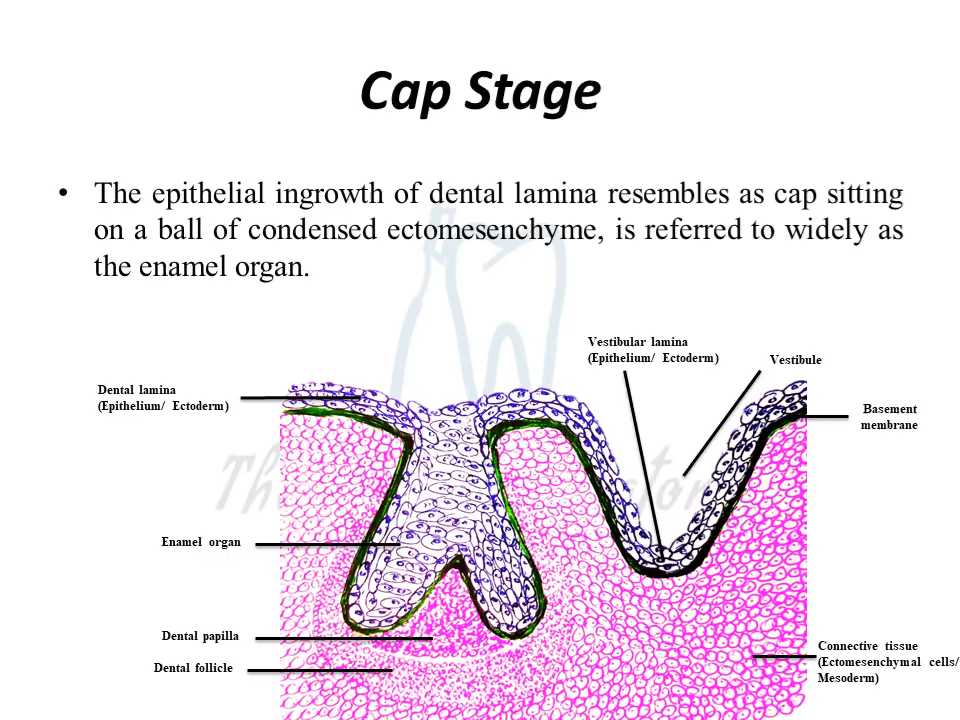 Cap Stage
• The epithelial ingrowth of dental lamina resembles as cap sitting
on a ball of condensed ectomesenchyme, is referred to widely as
the enamel organ.
Vestibular lamina
(Epithelium/ Ectoderm)
Vestibule
Dental lamina
(Epithelium/ Ectoderm)
Basement
membrane
Enamel organ
Dental papilla
Dental follicle
Connective tissue
(Ectomesenchymal cells/
Mesoderm)